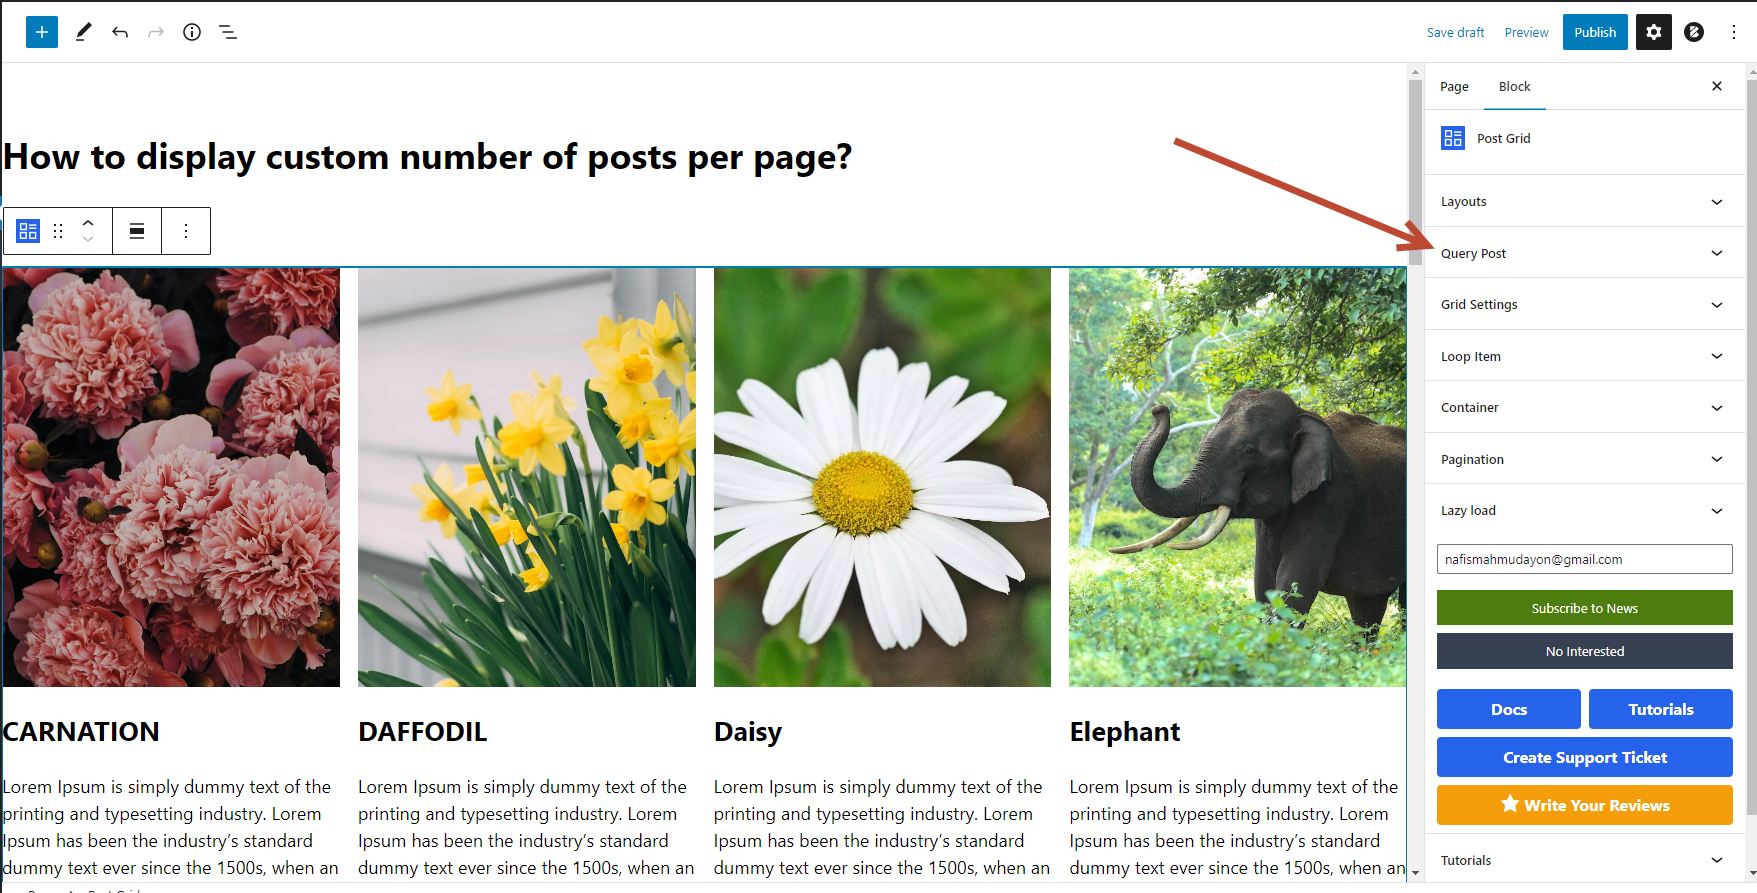 Save draft
Preview
Publish
Page
Block
Post Grid
How to display custom number of posts per page?
Layouts
Query Post
Grid Settings
Loop Item
Container
Pagination
Lazy load
nafismahmudayon@gmail.com
Subscribe to News
No Interested
Docs
Tutorials
Create Support Ticket
Write Your Reviews
Tutorials
CARNATION
Lorem Ipsum is simply dummy text of the
printing and typesetting industry. Lorem
Ipsum has been the industry’s standard
dummy text ever since the 1500s, when an
DAFFODIL
Lorem Ipsum is simply dummy text of the
printing and typesetting industry. Lorem
Ipsum has been the industry’s standard
dummy text ever since the 1500s, when an
Daisy
Lorem Ipsum is simply dummy text of the
printing and typesetting industry. Lorem
Ipsum has been the industry’s standard
dummy text ever since the 1500s, when an
Elephant
Lorem Ipsum is simply dummy text of the
printing and typesetting industry. Lorem
Ipsum has been the industry’s standard
dummy text ever since the 1500s, when an